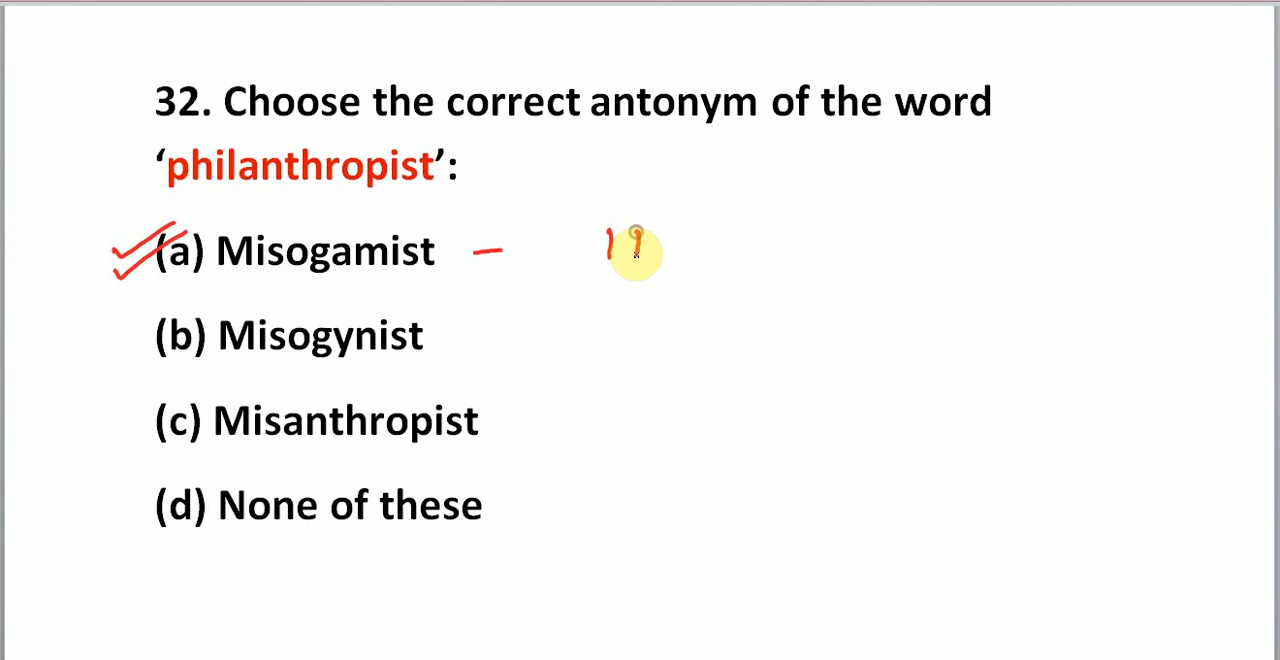 32. Choose the correct antonym of the word
‘philanthropist’:
(a) Misogamist –
(b) Misogynist
(c) Misanthropist
(d) None of these